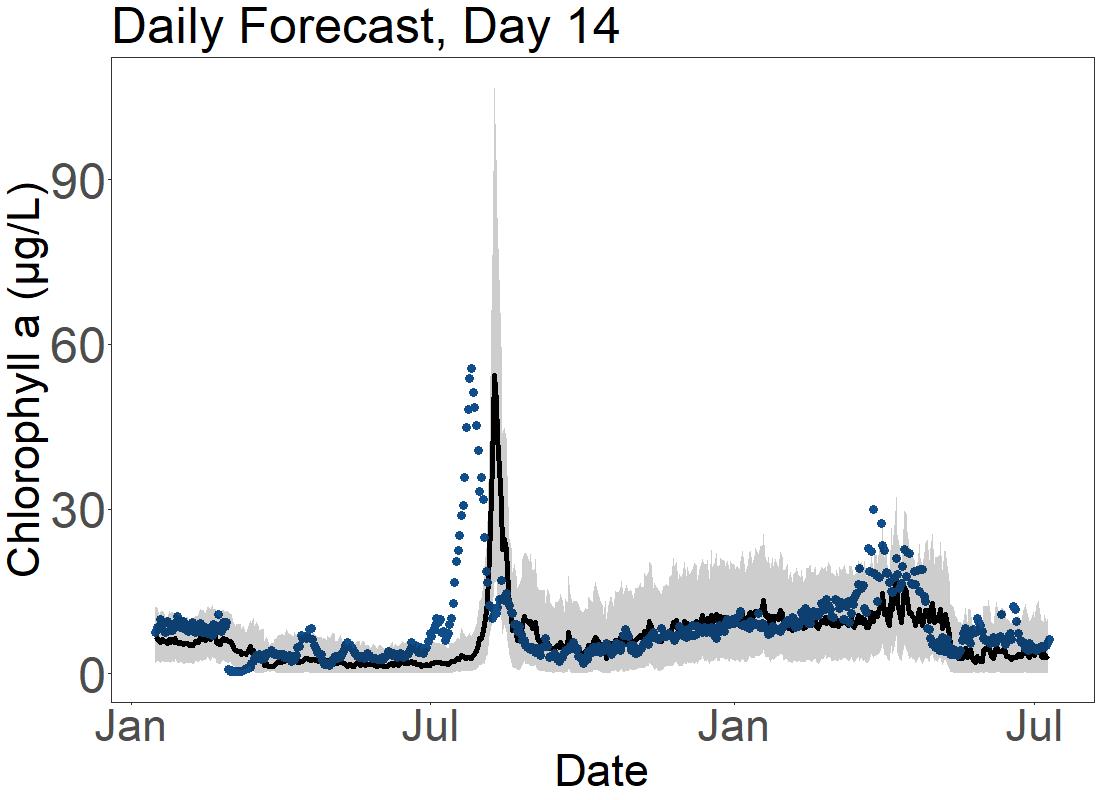 Daily Forecast, Day 14
Chlorophyll a (µg/L)
90
60
30
0
Jan
Jul
Jan
Jul
Date